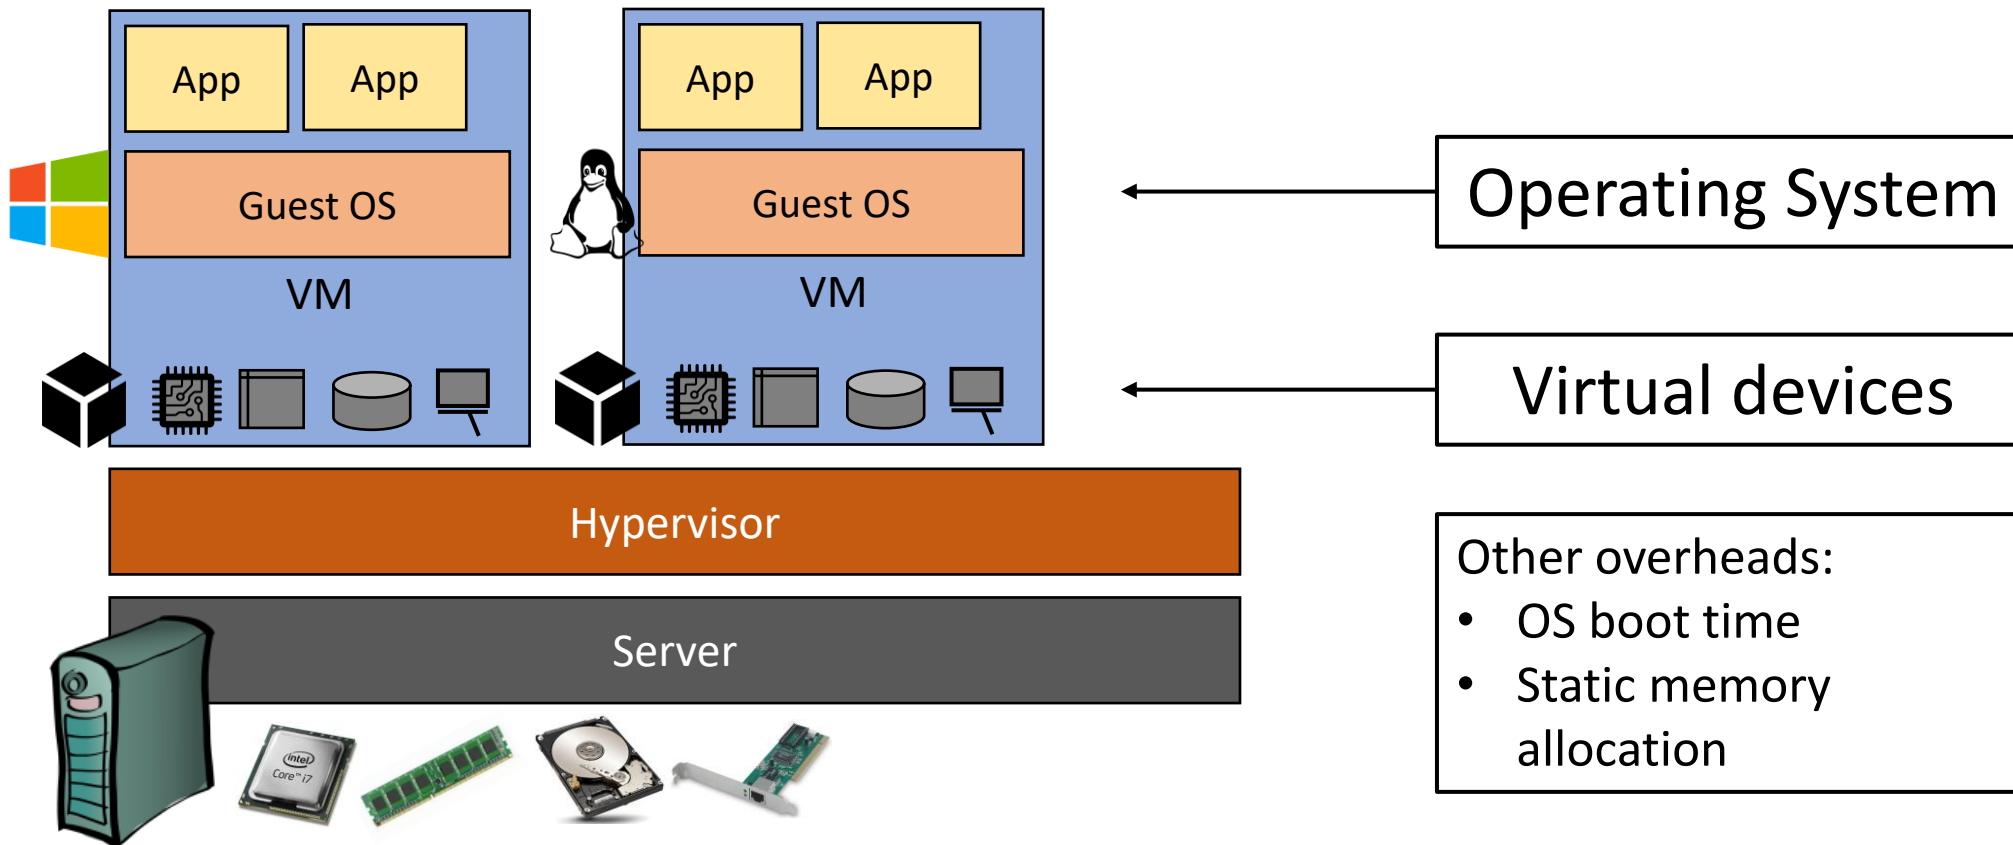 App
App
App
App
Guest OS
Guest OS
Operating System
VM
VM
Virtual devices
Hypervisor
Server
Other overheads:
• OS boot time
• Static memory
allocation
intel
Core™ i7